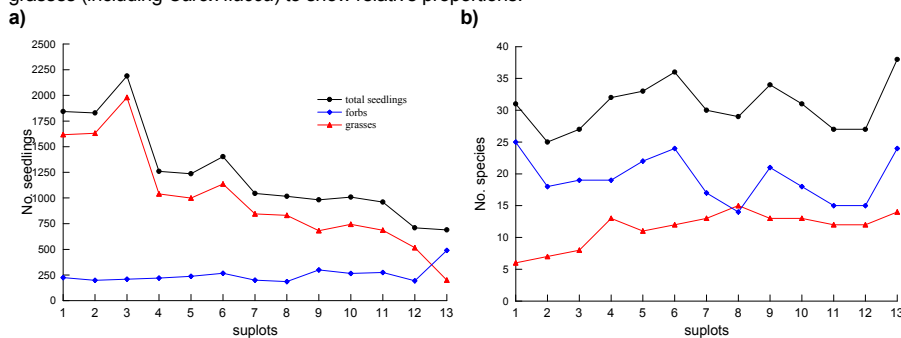 grasses (including Carex flacca) to show relative proportions.
a)
b)
2500
2250
2000
1750
1500
1250
1000
750
500
250
0
No. seedlings
total seedlings
forbs
grasses
1 2 3 4 5 6 7 8 9 10 11 12 13
suplots
40
35
30
25
20
15
10
5
0
No. species
1 2 3 4 5 6 7 8 9 10 11 12 13
suplots